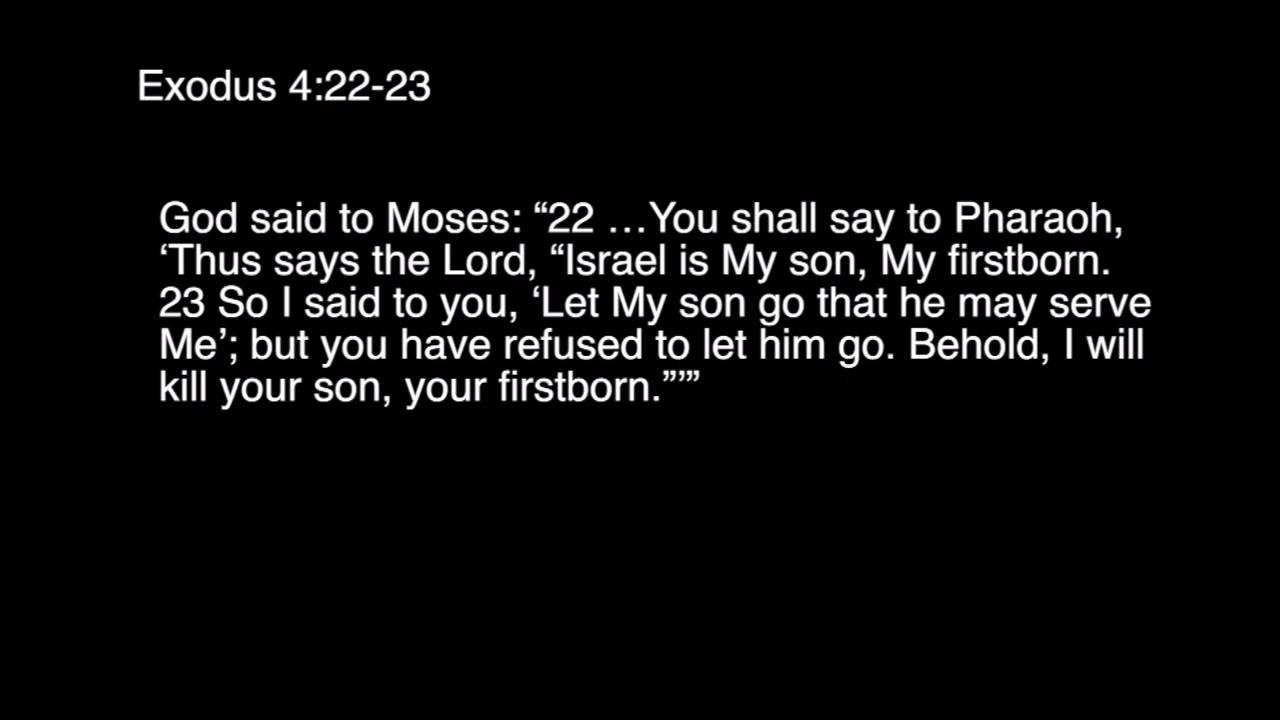 Exodus 4:22-23
God said to Moses: “22 …You shall say to Pharaoh,
‘Thus says the Lord, “Israel is My son, My firstborn.
23 So I said to you, ‘Let My son go that he may serve
Me’; but you have refused to let him go. Behold, I will
kill your son, your firstborn.”’”